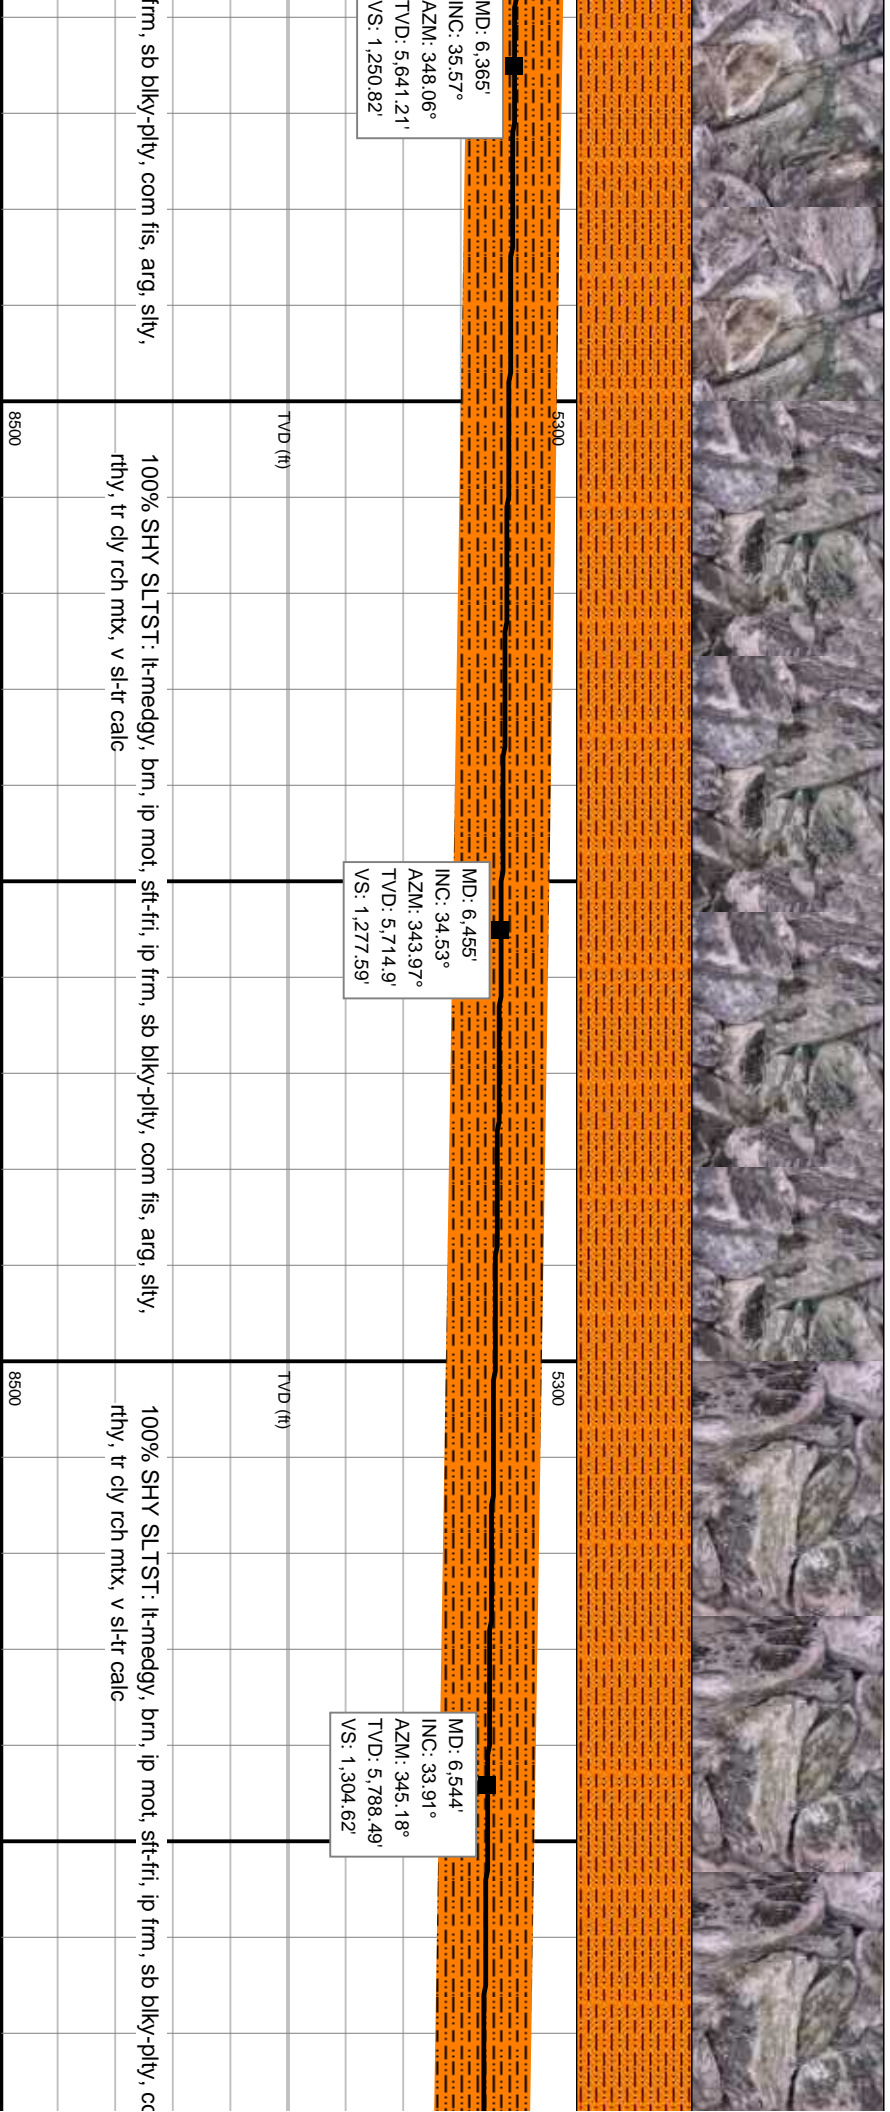 frm, sb blky-plty, com fis, arg, slty,
MD: 6,365'
INC: 35.57°
AZM: 348.06°
TVD: 5,641.21'
VS: 1,250.82'
5300
TVD (ft)
8500
100% SHY SLTST: lt-medgy, brn, ip mot, sft-fri, ip frm, sb blky-plty, com fis, arg, slty,
rthy, tr cly rch mtx, v sl-tr calc
MD: 6,455'
INC: 34.53°
AZM: 343.97°
TVD: 5,714.9'
VS: 1,277.59'
5300
TVD (ft)
8500
100% SHY SLTST: lt-medgy, brn, ip mot, sft-fri, ip frm, sb blky-plty, co
rthy, tr cly rch mtx, v sl-tr calc
MD: 6,544'
INC: 33.91°
AZM: 345.18°
TVD: 5,788.49'
VS: 1,304.62'